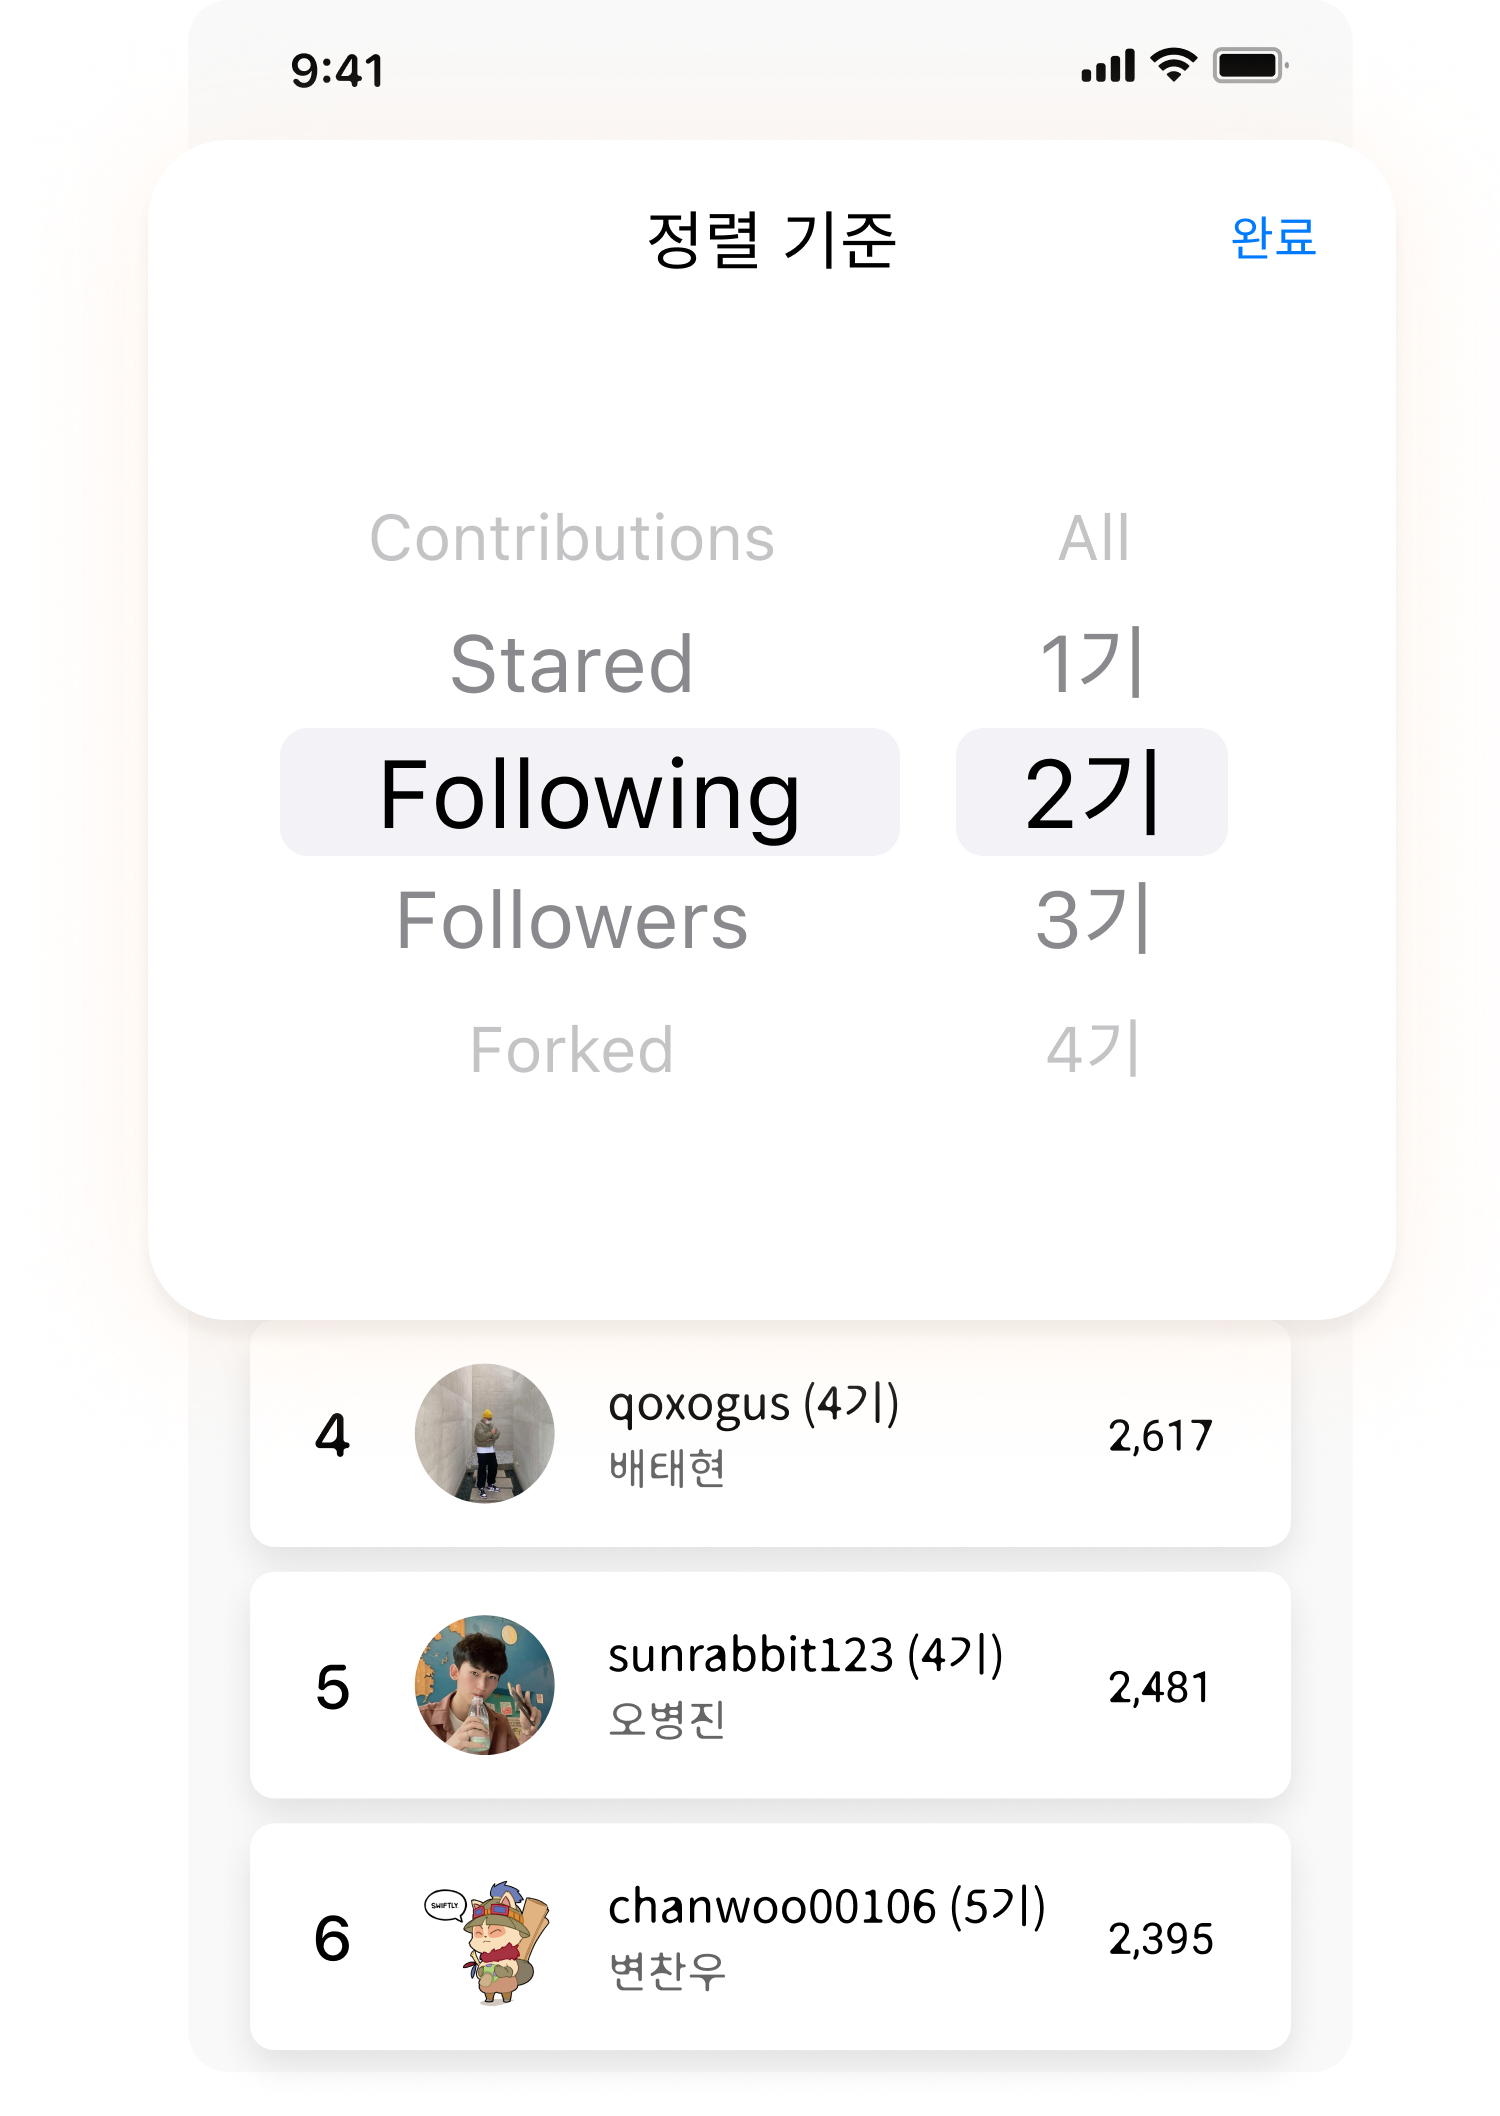 9:41
정렬 기준 완료
Contributions All
Stared 1기
Following 2기
Followers 3기
Forked 4기
4 qoxogus (4기) 2,617
배태현
5 sunrabbit123 (4기) 2,481
오병진
SWIFTLY
6 chanwoo00106 (5기) 2,395
변찬우